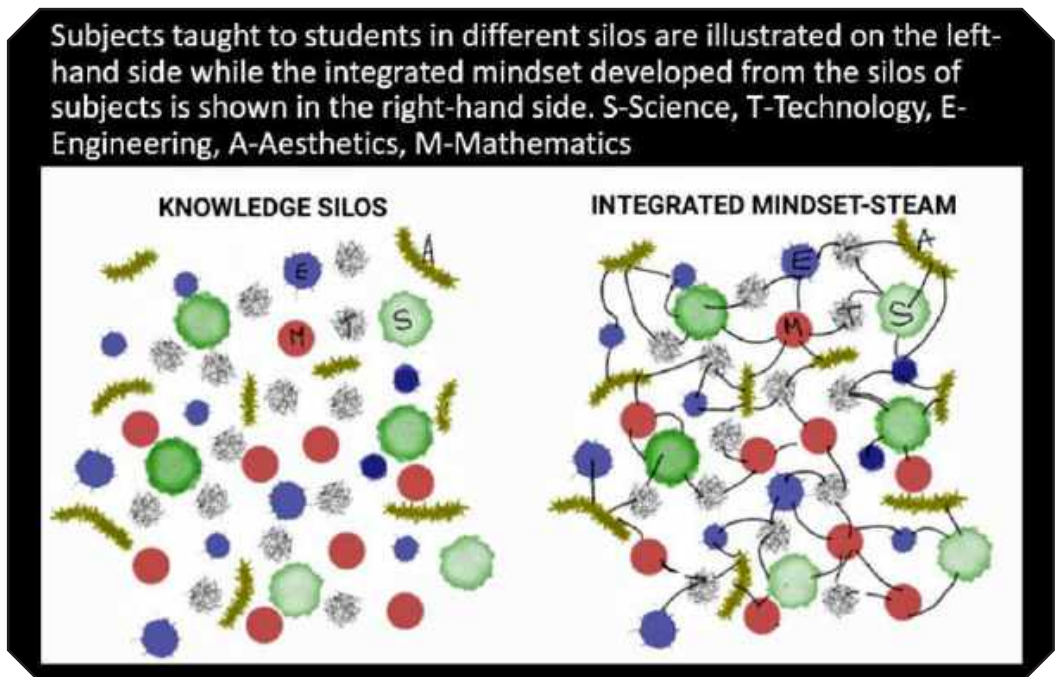 Subjects taught to students in different silos are illustrated on the left-
hand side while the integrated mindset developed from the silos of
subjects is shown in the right-hand side. S-Science, T-Technology, E-
Engineering, A-Aesthetics, M-Mathematics
KNOWLEDGE SILOS
A
E
M
T
S
INTEGRATED MINDSET-STEAM
A
E
M
T
S